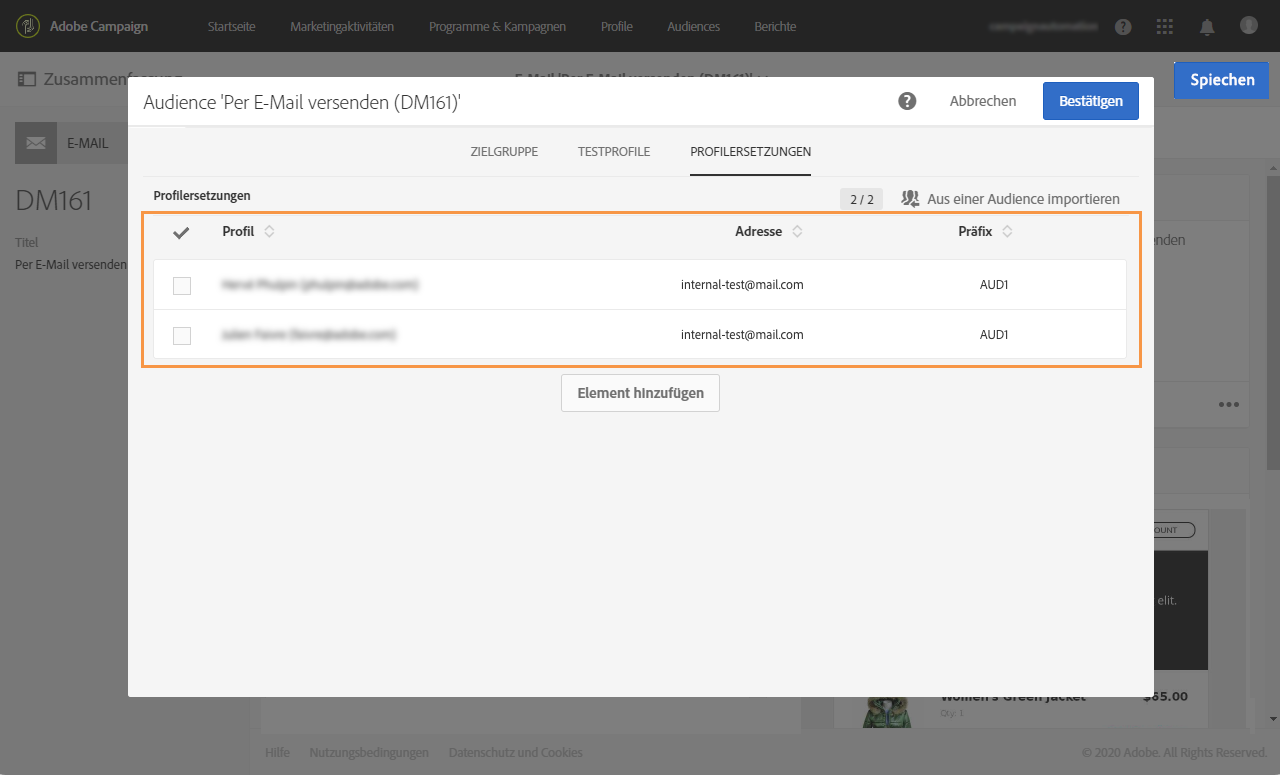 Adobe Campaign Startseite Marketingaktivitäten Programme & Kampagnen Profile Audiences Berichte
Zusammenfassung
Spiechen
Audience 'Per E-Mail versenden (DM161)' Abbrechen Bestätigen
E-MAIL
ZIELGRUPPE TESTPROFILE PROFILERSETZUNGEN
DM161
Profilersetzungen 2 / 2 Aus einer Audience importieren
Profil Adresse Präfix
Titel
Per E-Mail versenden
internal-test@mail.com AUD1
internal-test@mail.com AUD1
Element hinzufügen
OUNT
elit.
Women's Green Jacket $65.00
Qty: 1
Hilfe Nutzungsbedingungen Datenschutz und Cookies © 2020 Adobe. All Rights Reserved.